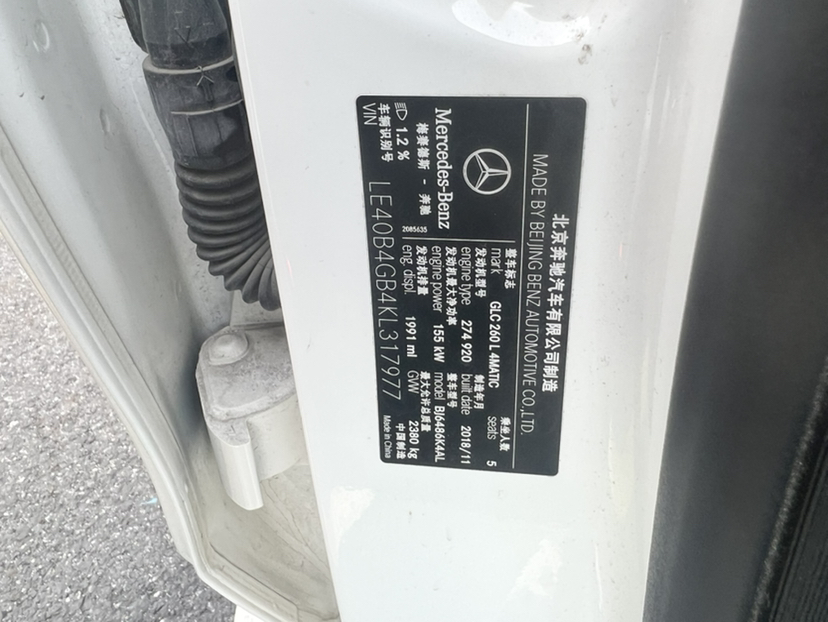 北京奔驰汽车有限公司制造
MADE BY BEIJING BENZ AUTOMOTIVE CO.,LTD.
Mercedes-Benz
梅赛德斯 - 奔驰
1.2 %
2085635
整车标志 mark GLC 260 L 4MATIC 乘坐人数 seats 5
发动机型号 engine type 274 920 制造年月 built date 2018/11
发动机最大净功率 engine power 155 kW 整车型号 model BJ6486K4AL
发动机排量 eng. displ. 1991 ml 最大允许总质量 GVW 2380 kg
车辆识别号
VIN LE40B4GB4KL317977
中国制造
Made in China